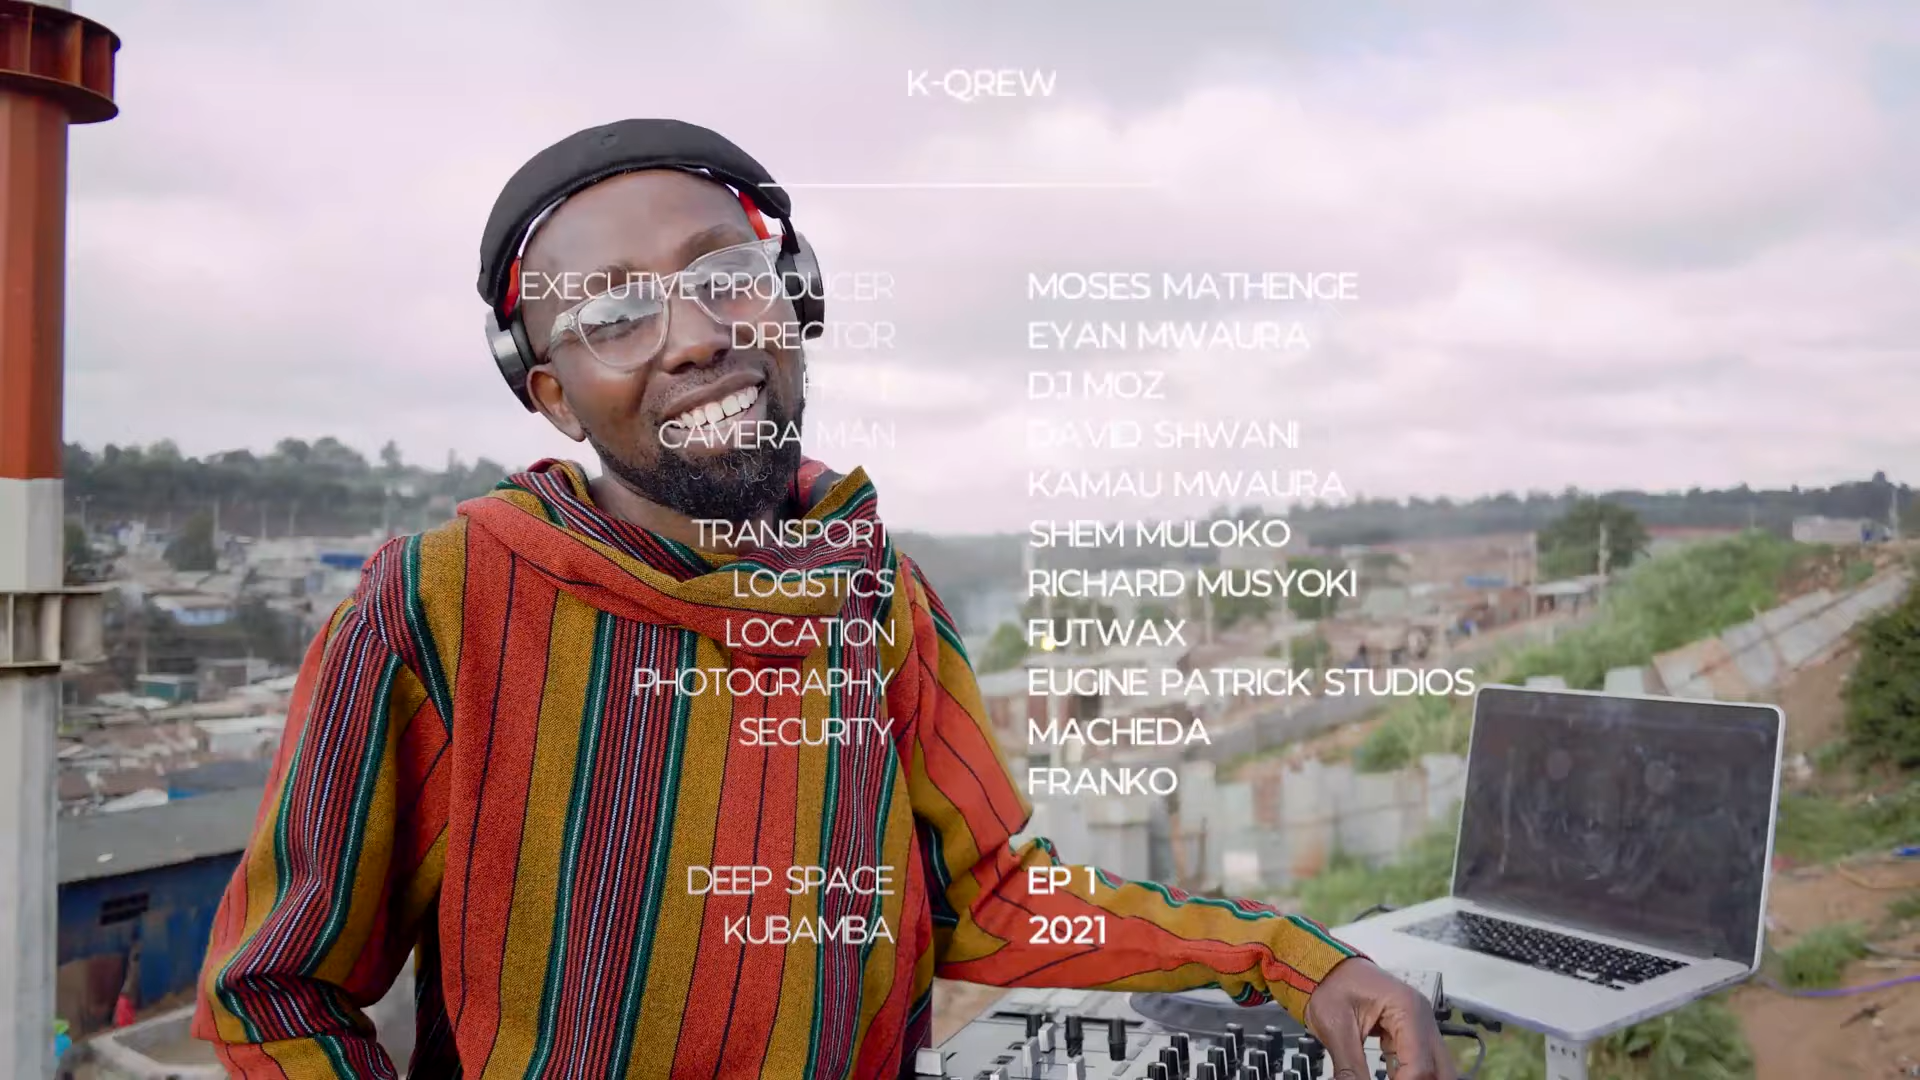 K-QREW
EXECUTIVE PRODUCER MOSES MATHENGE
DIRECTOR EYAN MWAURA
DJ MOZ
CAMERA MAN DAVID SHWANI
KAMAU MWAURA
TRANSPORT SHEM MULOKO
LOGISTICS RICHARD MUSYOKI
LOCATION FUTWAX
PHOTOGRAPHY EUGINE PATRICK STUDIOS
SECURITY MACHEDA
FRANKO
DEEP SPACE EP 1
KUBAMBA 2021